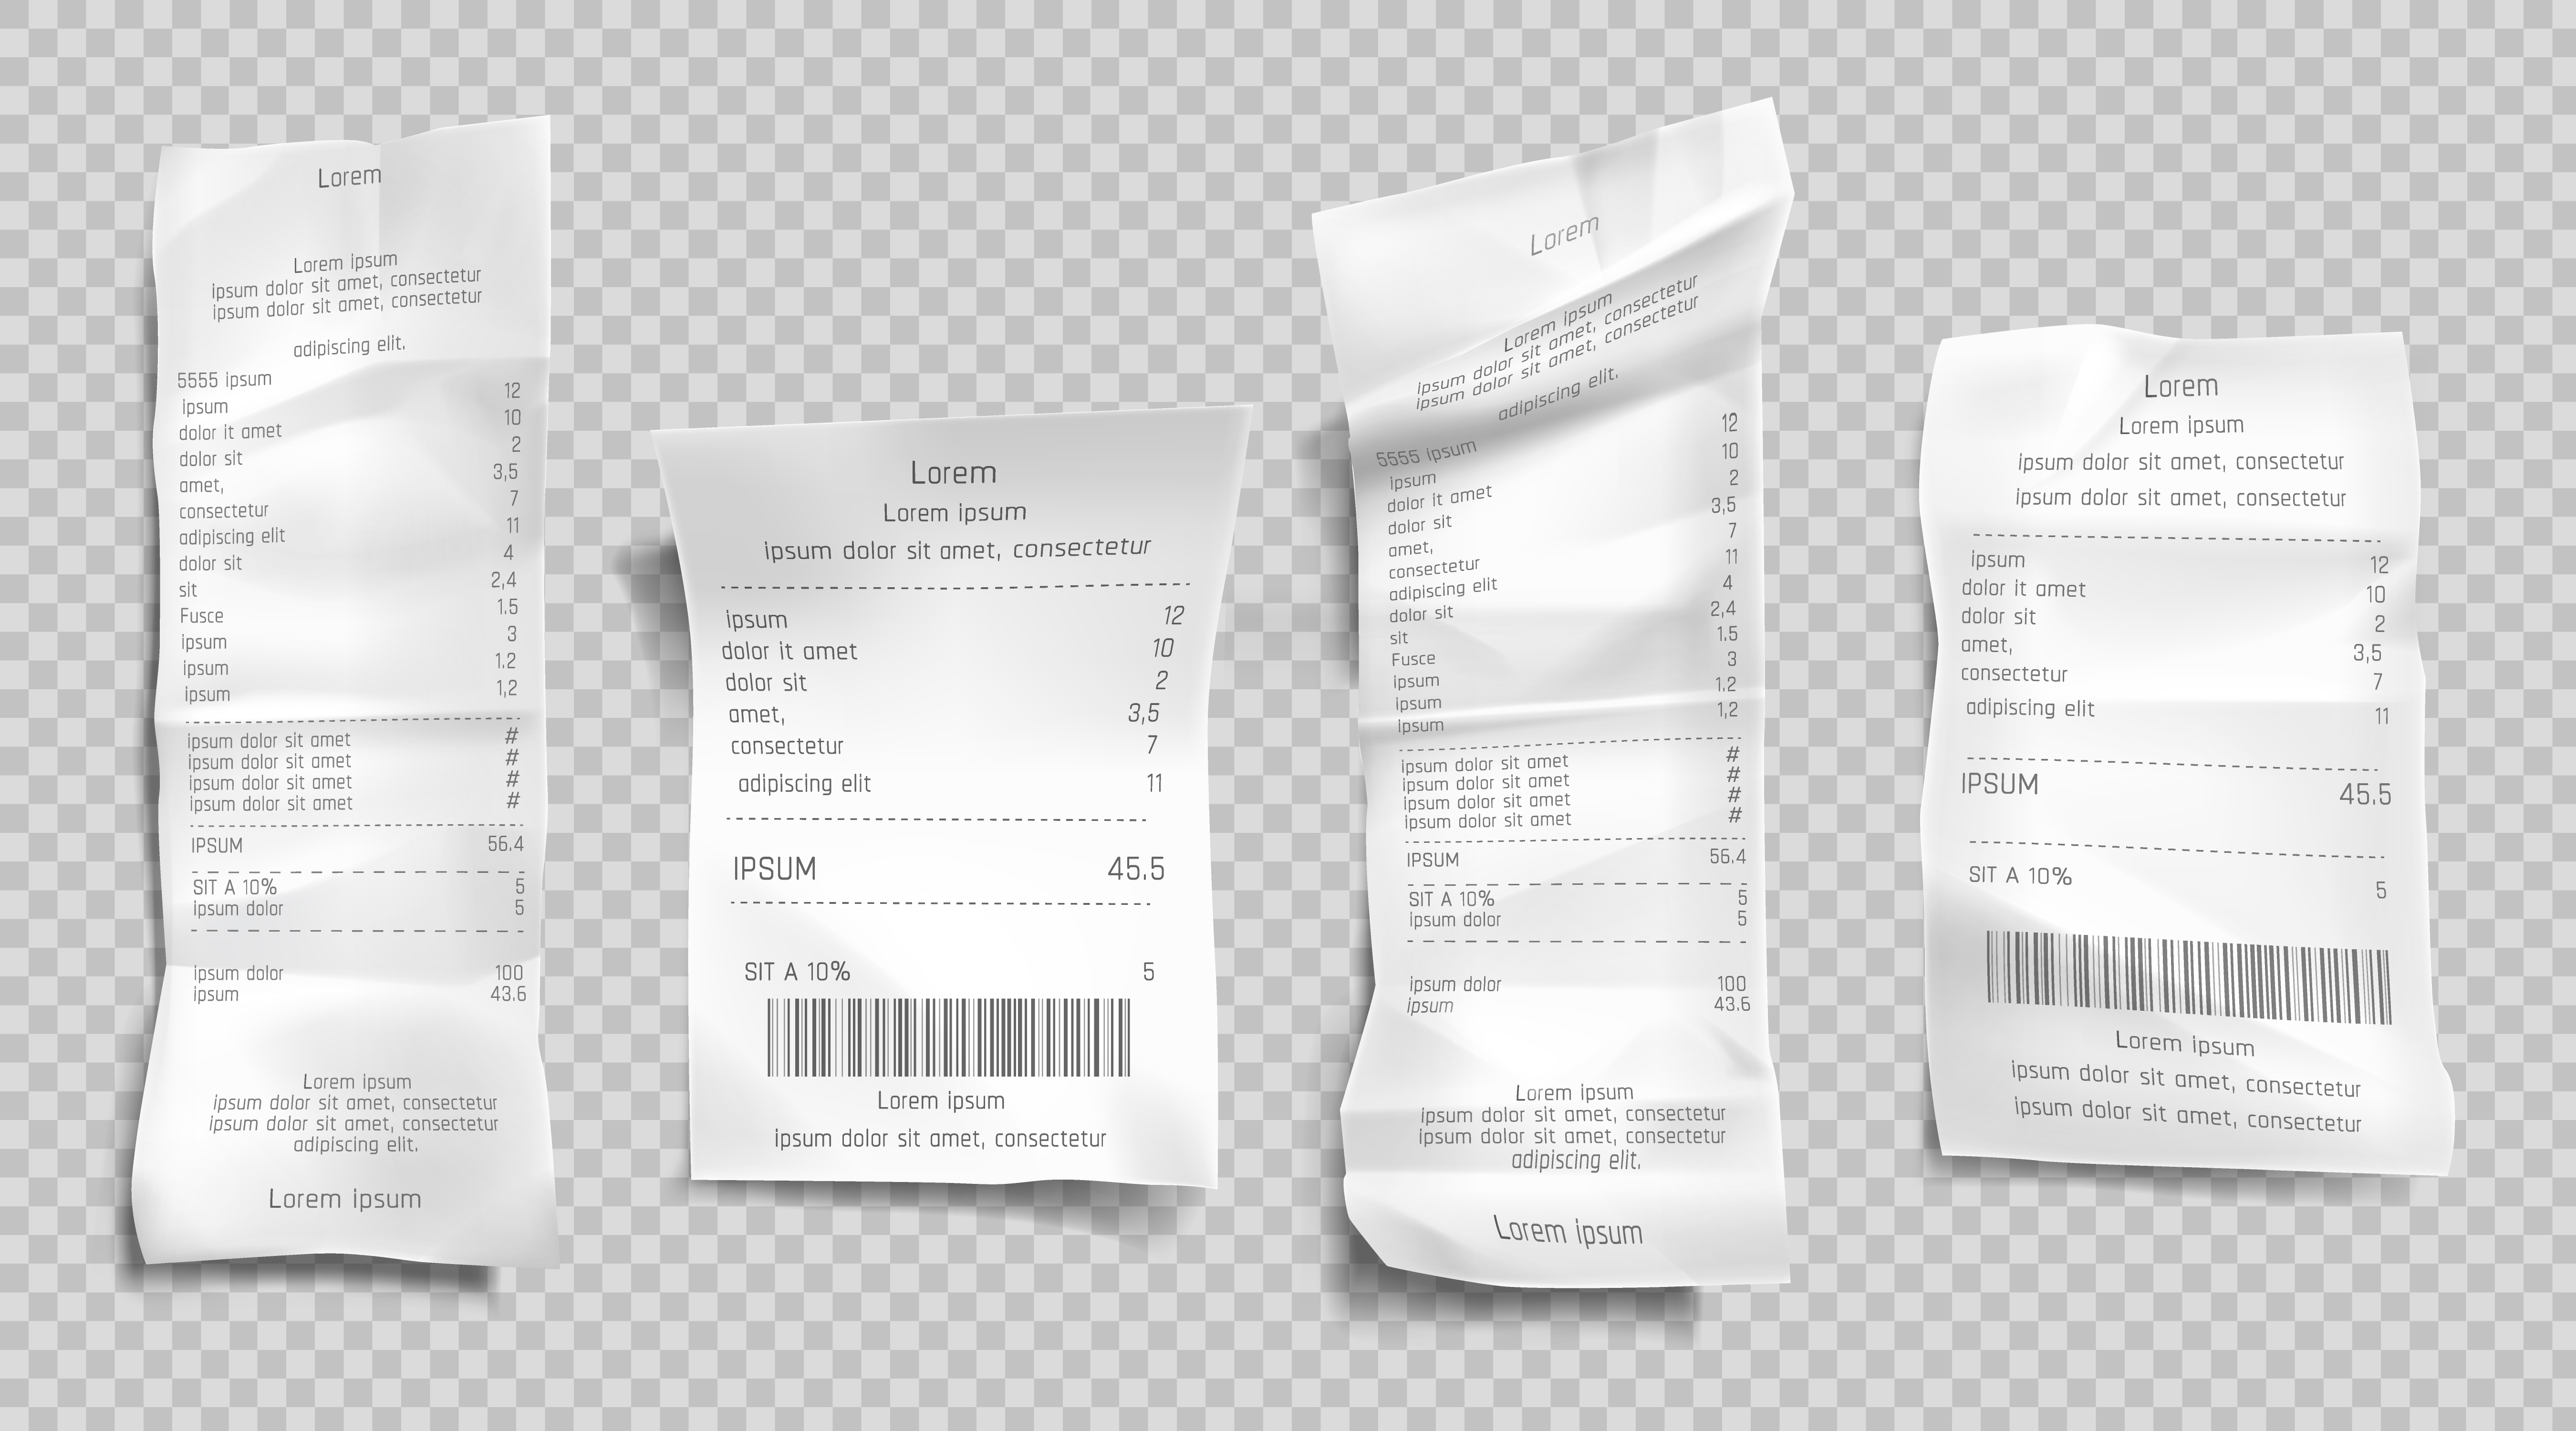 Lorem
Lorem ipsum
ipsum dolor sit amet, consectetur
ipsum dolor sit amet, consectetur
adipiscing elit.
5555 ipsum
ipsum 12
dolor it amet 10
dolor sit 2
amet, 3,5
consectetur 7
adipiscing elit 11
dolor sit 4
sit 2,4
Fusce 1.5
ipsum 3
ipsum 1.2
ipsum 1,2
ipsum dolor sit amet #
ipsum dolor sit amet #
ipsum dolor sit amet #
ipsum dolor sit amet #
IPSUM 56.4
SIT A 10% 5
ipsum dolor 5
ipsum dolor 100
ipsum 43.6
Lorem ipsum
ipsum dolor sit amet, consectetur
ipsum dolor sit amet, consectetur
adipiscing elit.
Lorem ipsum
Lorem
Lorem ipsum
ipsum dolor sit amet, consectetur
ipsum 12
dolor it amet 10
dolor sit 2
amet, 3,5
consectetur 7
adipiscing elit 11
IPSUM 45.5
SIT A 10% 5
Lorem ipsum
ipsum dolor sit amet, consectetur
Lorem
Lorem ipsum
ipsum dolor sit amet, consectetur
ipsum dolor sit amet, consectetur
adipiscing elit.
5555 ipsum
ipsum 12
dolor it amet 10
dolor sit 2
amet, 3,5
consectetur 7
adipiscing elit 11
dolor sit 4
sit 2,4
Fusce 1.5
ipsum 3
ipsum 1.2
ipsum 1,2
ipsum dolor sit amet #
ipsum dolor sit amet #
ipsum dolor sit amet #
ipsum dolor sit amet #
IPSUM 56.4
SIT A 10% 5
ipsum dolor 5
ipsum dolor 100
ipsum 43.6
Lorem ipsum
ipsum dolor sit amet, consectetur
ipsum dolor sit amet, consectetur
adipiscing elit.
Lorem ipsum
Lorem
Lorem ipsum
ipsum dolor sit amet, consectetur
ipsum dolor sit amet, consectetur
ipsum 12
dolor it amet 10
dolor sit 2
amet, 3,5
consectetur 7
adipiscing elit 11
IPSUM 45.5
SIT A 10% 5
Lorem ipsum
ipsum dolor sit amet, consectetur
ipsum dolor sit amet, consectetur